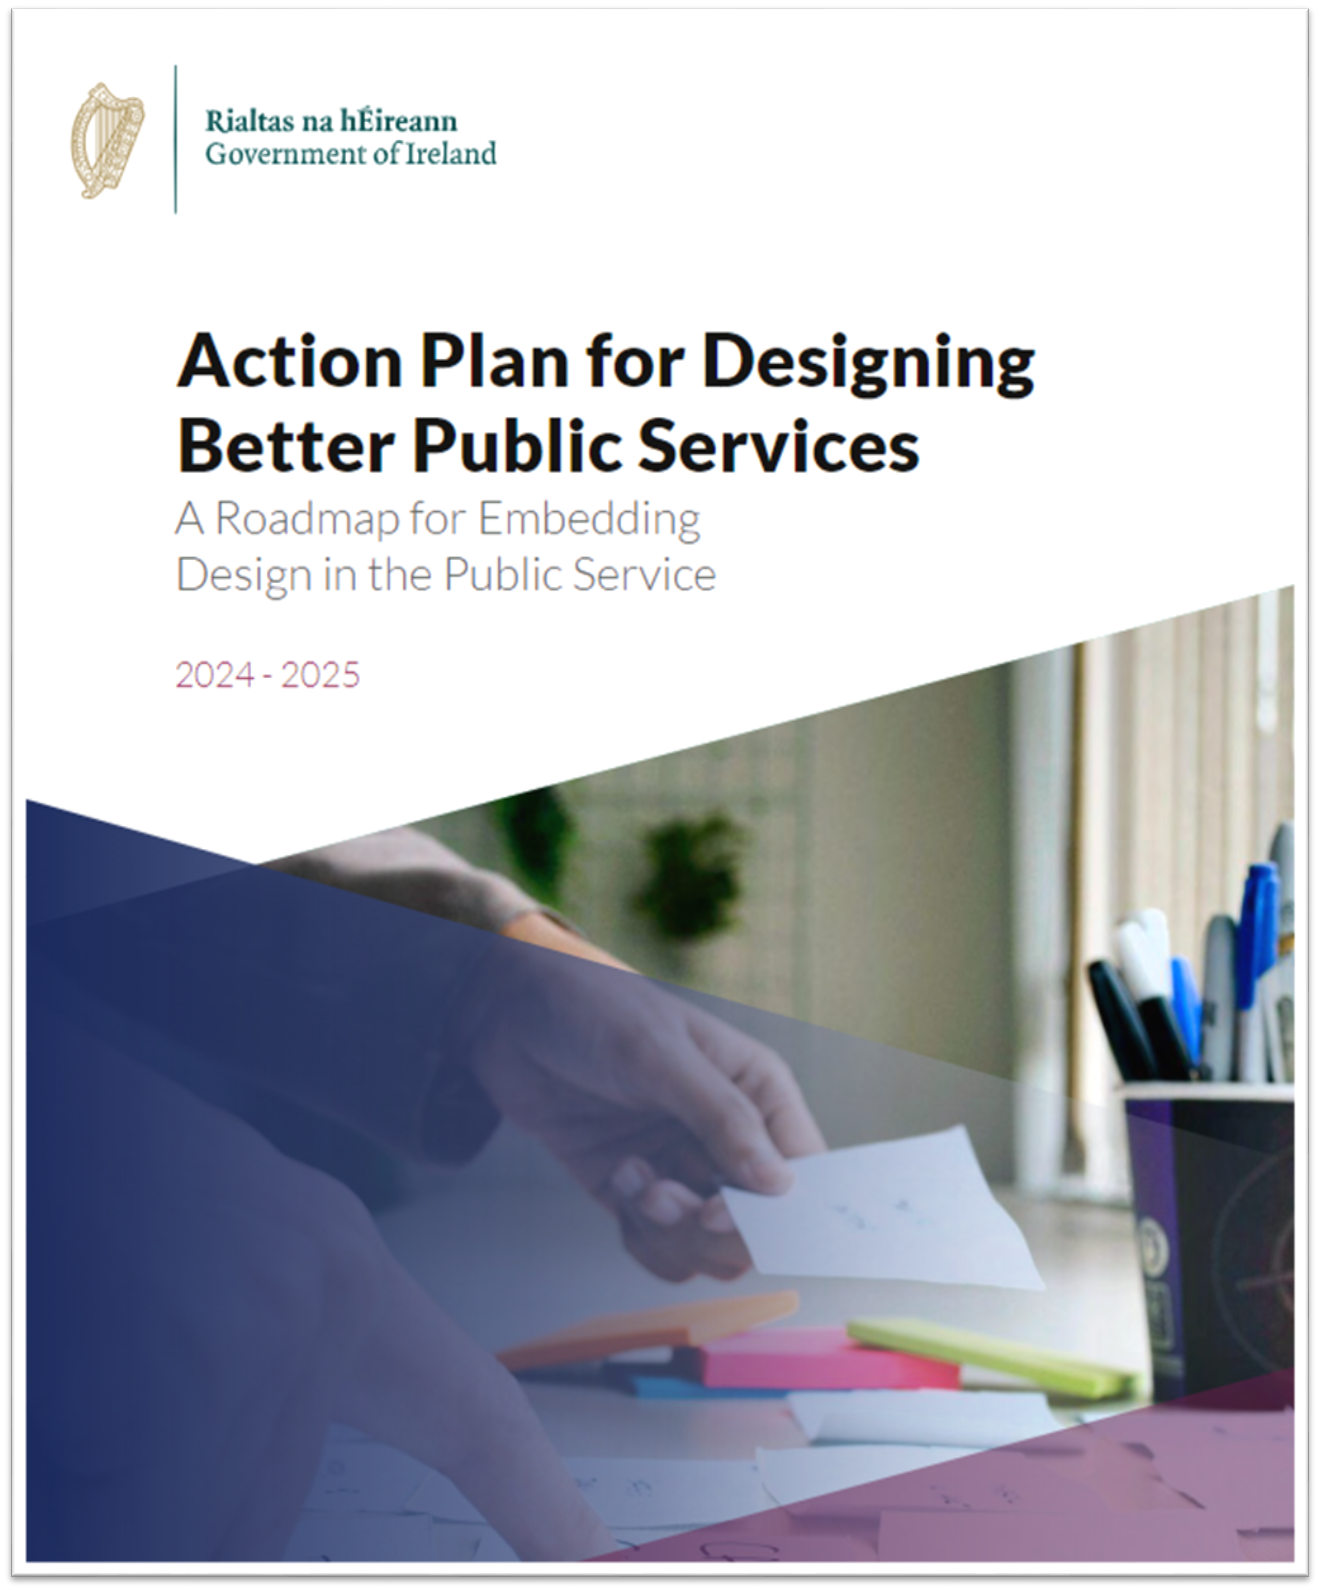 Rialtas na hÉireann
Government of Ireland
Action Plan for Designing
Better Public Services
A Roadmap for Embedding
Design in the Public Service
2024 - 2025